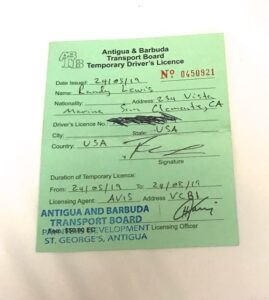 Antigua & Barbuda
Transport Board
Temporary Driver's Licence
Date Issued: 24/05/19
Nº 0450921
Name: Randy Lewis
Nationality: Address: 254 Vista
Marina San Clemente, CA
Driver's Licence No.
City: State: USA
Country: USA
Signature
Duration of Temporary Licence:
From: 24/05/19 To 24/08/19
Licensing Agent: AVIS Address VCBI
ANTIGUA AND BARBUDA
TRANSPORT BOARD
Fee: $50.00 EC Licensing Officer
DEVELOPMENT
ST. GEORGE'S, ANTIGUA